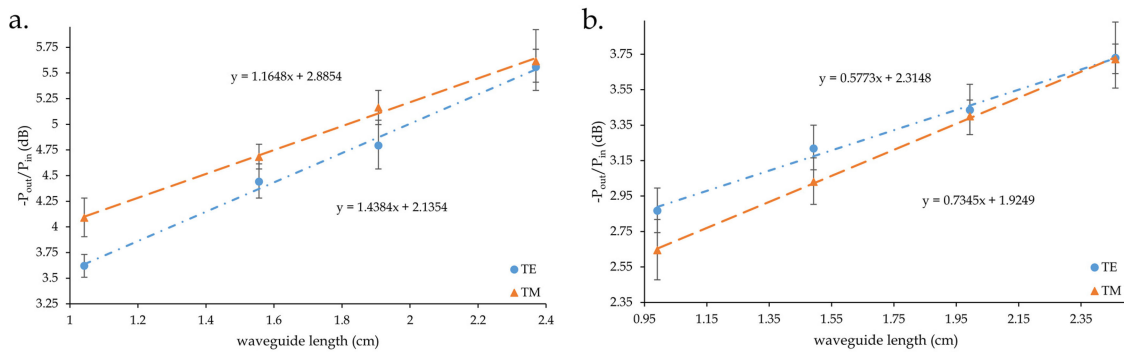 a.
-Pout/Pin (dB)
5.75
5.5
5.25
5
4.75
4.5
4.25
4
3.75
3.5
3.25
y = 1.1648x + 2.8854
y = 1.4384x + 2.1354
TE
TM
1
1.2
1.4
1.6
1.8
2
2.2
2.4
waveguide length (cm)
b.
-Pout/Pin (dB)
3.75
3.55
3.35
3.15
2.95
2.75
2.55
2.35
y = 0.5773x + 2.3148
y = 0.7345x + 1.9249
TE
TM
0.95
1.15
1.35
1.55
1.75
1.95
2.15
2.35
waveguide length (cm)